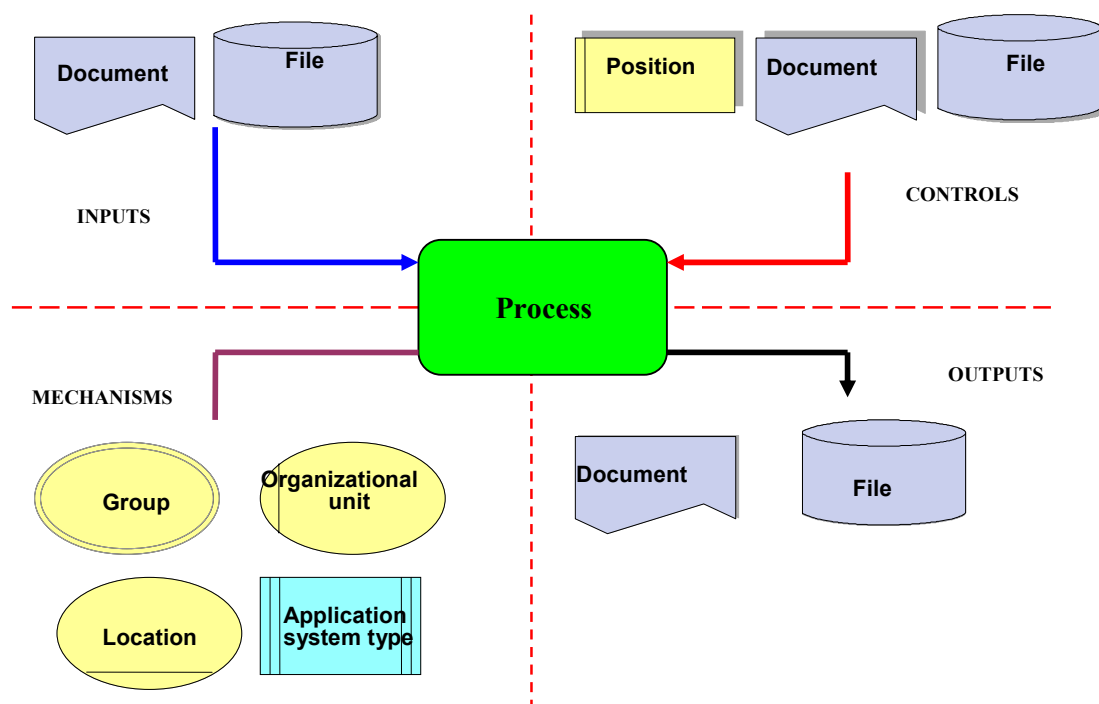 Document
File
INPUTS
Position
Document
File
CONTROLS
Process
MECHANISMS
Group
Organizational
unit
Location
Application
system type
OUTPUTS
Document
File